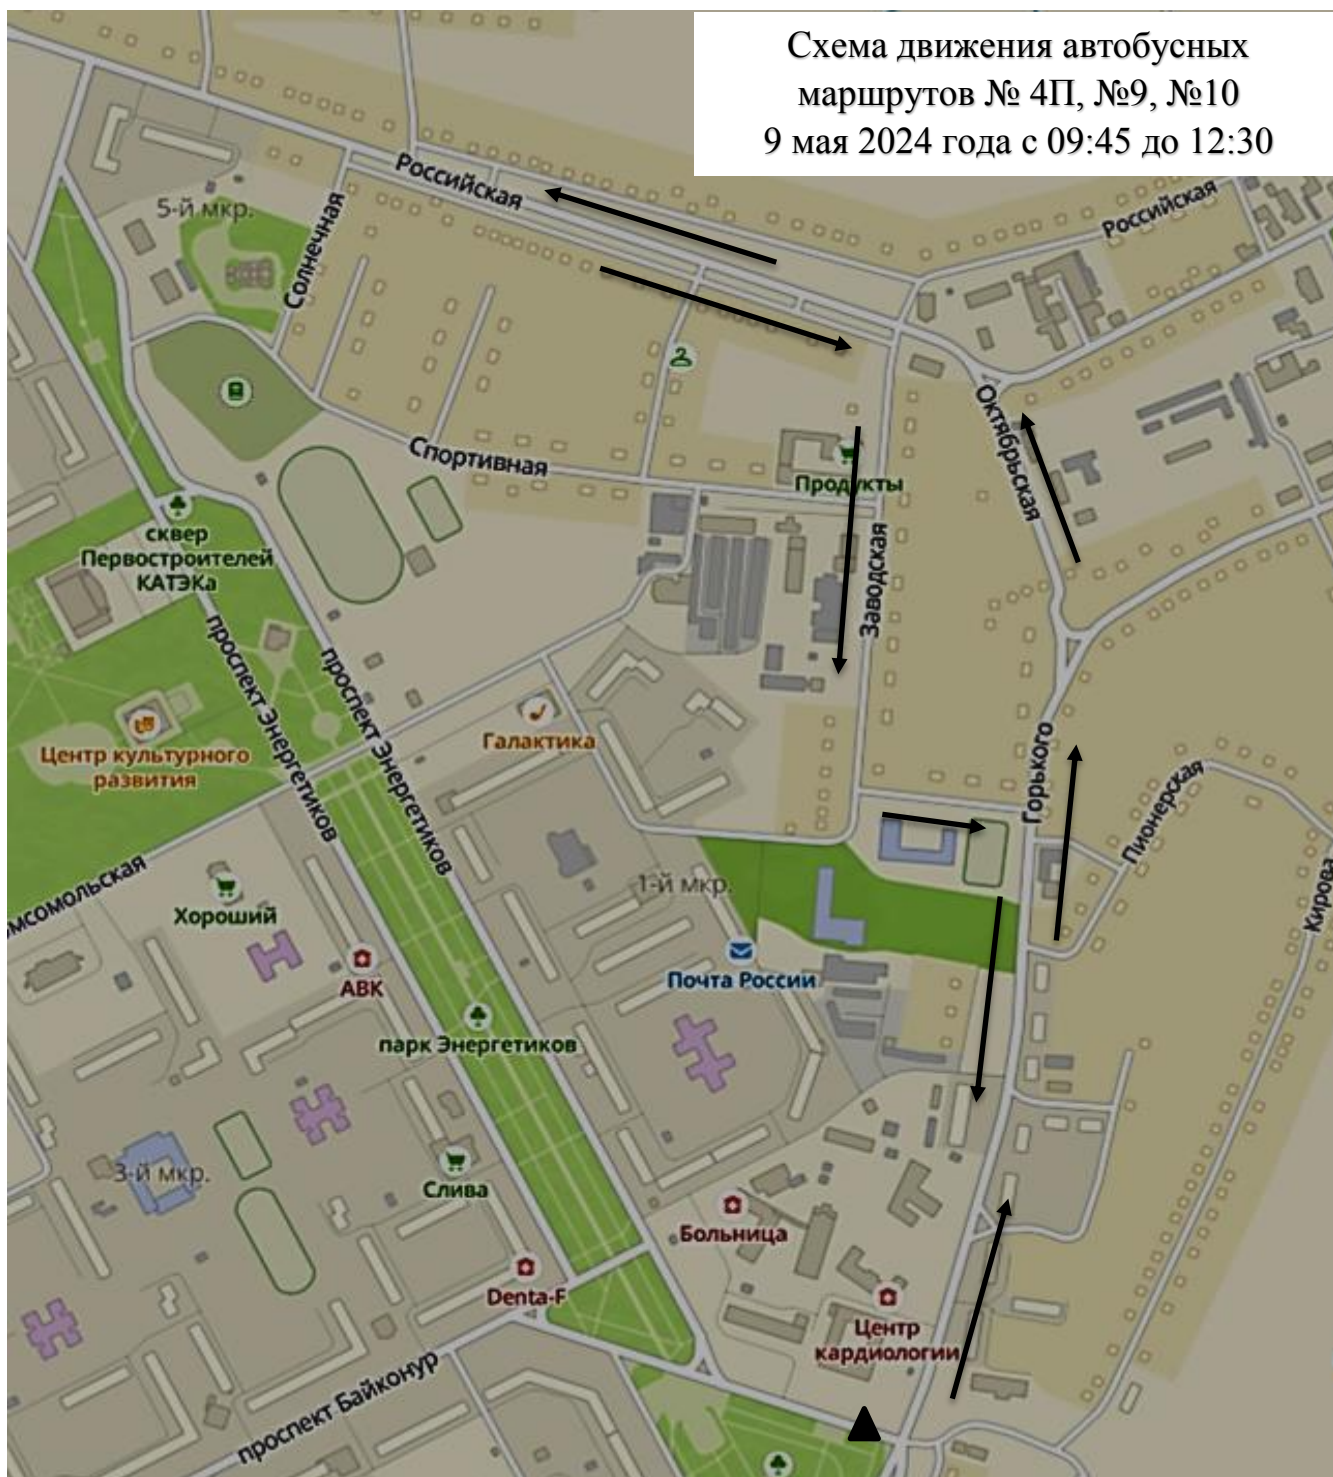 Схема движения автобусных
маршрутов № 4П, №9, №10
9 мая 2024 года с 09:45 до 12:30
Российская
Российская
5-й мкр.
Солнечная
Октябрьская
Спортивная
Продукты
сквер
Первостроителей
КАТЭКа
Заводская
проспект Энергетиков
проспект Энергетиков
Галактика
Центр культурного
развития
Горького
Пионерская
Кирова
мсомольская
1-й мкр.
Хороший
АВК
Почта России
парк Энергетиков
3-й мкр.
Слива
Больница
Denta-F
Центр
кардиологии
проспект Байконур